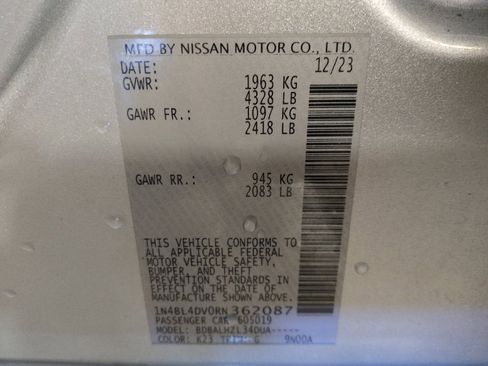 MFD BY NISSAN MOTOR CO., LTD.
DATE: 12/23
GVWR: 1963 KG
4328 LB
GAWR FR.: 1097 KG
2418 LB
GAWR RR.: 945 KG
2083 LB
THIS VEHICLE CONFORMS TO
ALL APPLICABLE FEDERAL
MOTOR VEHICLE SAFETY,
BUMPER, AND THEFT
PREVENTION STANDARDS
IN EFFECT ON THE DATE
OF MANUFACTURE SHOWN ABOVE.
1N4BL4DV0RN362087
PASSENGER CAR 605019
MODEL: BDBALHZL34DUA-----
COLOR: K23 G 9N00A